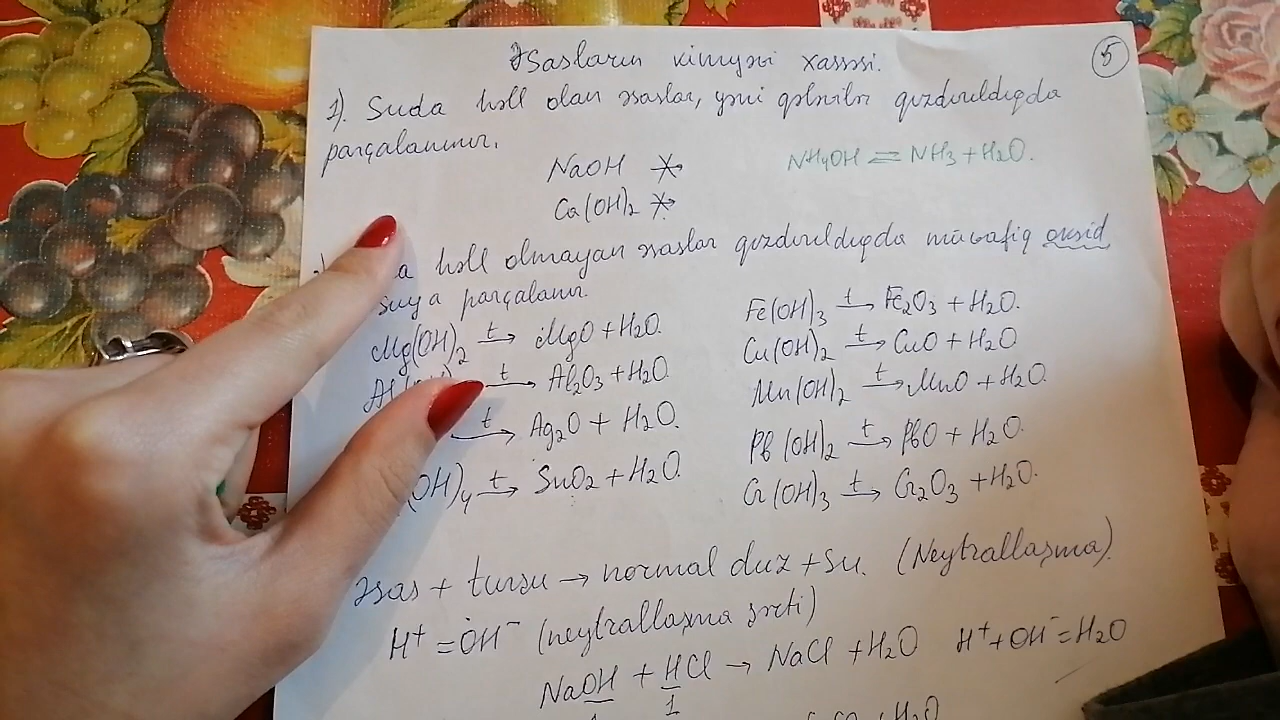 Əsasların kimyəvi xassəsi.
5
1). Suda həll olan əsaslar, yəni qələvilər qızdırıldıqda
parçalanmır.
NaOH
NH4OH ⇌ NH3 + H2O.
Ca(OH)2
həll olmayan əsaslar qızdırıldıqda müvafiq oksid
suya parçalanır.
Mg(OH)2 t→ MgO + H2O.
Fe(OH)3 t→ Fe2O3 + H2O.
t→ Al2O3 + H2O.
Cu(OH)2 t→ CuO + H2O
t→ Ag2O + H2O.
Mn(OH)2 t→ MnO + H2O.
(OH)4 t→ SnO2 + H2O.
Pb(OH)2 t→ PbO + H2O.
Cr(OH)3 t→ Cr2O3 + H2O.
əsas + turşu → normal duz + su. (Neytrallaşma).
H+ = OH- (neytrallaşma şərti)
NaOH + HCl → NaCl + H2O H+ + OH- = H2O
1